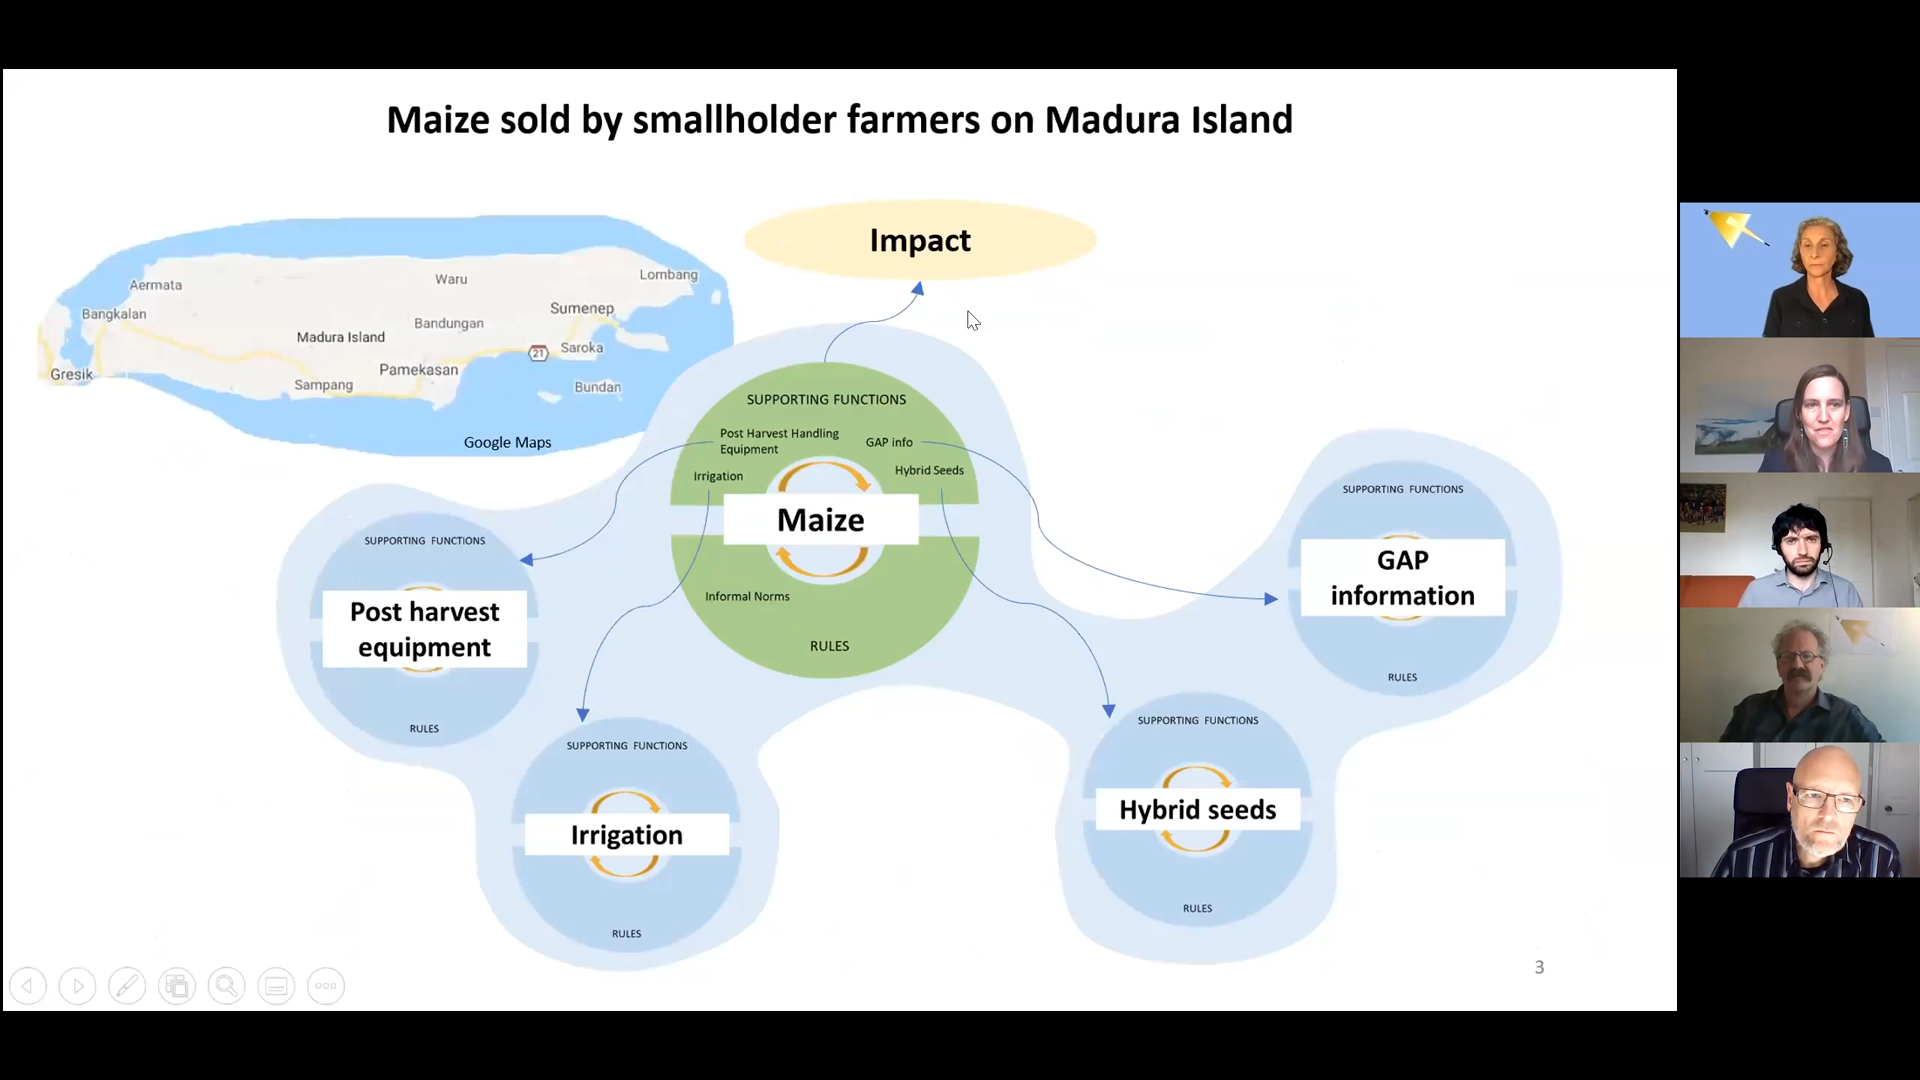 Maize sold by smallholder farmers on Madura Island
Impact
Aermata
Waru
Lombang
Bangkalan
Sumenep
Madura Island
Bandungan
21
Saroka
Gresik
Pamekasan
Sampang
Bundan
Google Maps
SUPPORTING FUNCTIONS
Post Harvest Handling
Equipment
GAP info
Irrigation
Hybrid Seeds
Maize
Informal Norms
RULES
SUPPORTING FUNCTIONS
Post harvest
equipment
RULES
SUPPORTING FUNCTIONS
Irrigation
RULES
SUPPORTING FUNCTIONS
Hybrid seeds
RULES
SUPPORTING FUNCTIONS
GAP
information
RULES
3